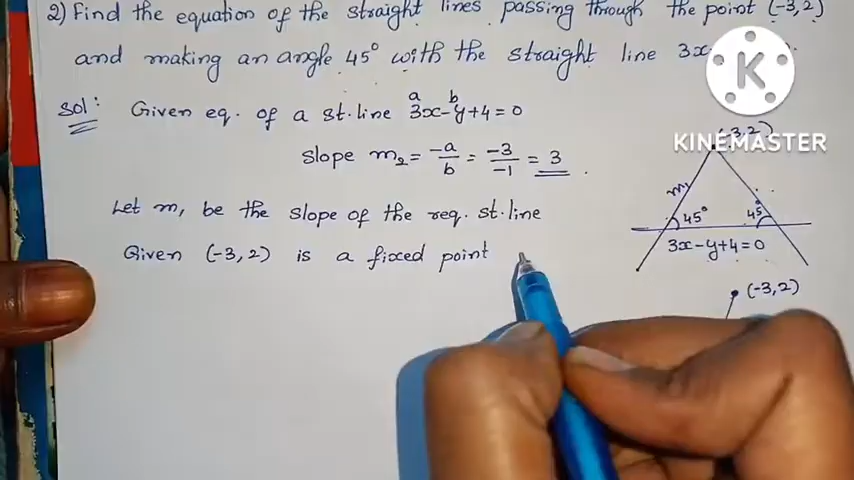 2) Find the equation of the straight lines passing through the point (-3,2)
and making an angle 45° with the straight line 3x
Sol: Given eq. of a st.line 3x-y+4=0
a b
slope m₂ = -a/b = -3/-1 = 3
Let m, be the slope of the req. st.line
Given (-3,2) is a fixed point
K
KINEMASTER
(-3,2)
m,
45° 45°
3x-y+4=0
(-3,2)